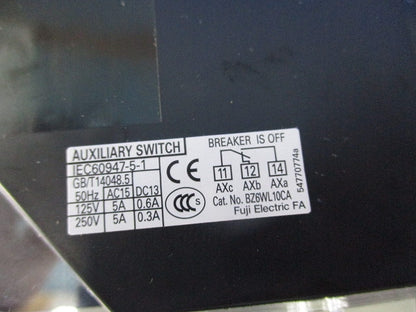 AUXILIARY SWITCH
IEC60947-5-1
GB/T14048.5
50Hz AC15 DC13
125V 5A 0.6A
250V 5A 0.3A
CE
CCC
BREAKER IS OFF
11 12 14
AXc AXb AXa
Cat. No. BZ6WL10CA
Fuji Electric FA
54770774a